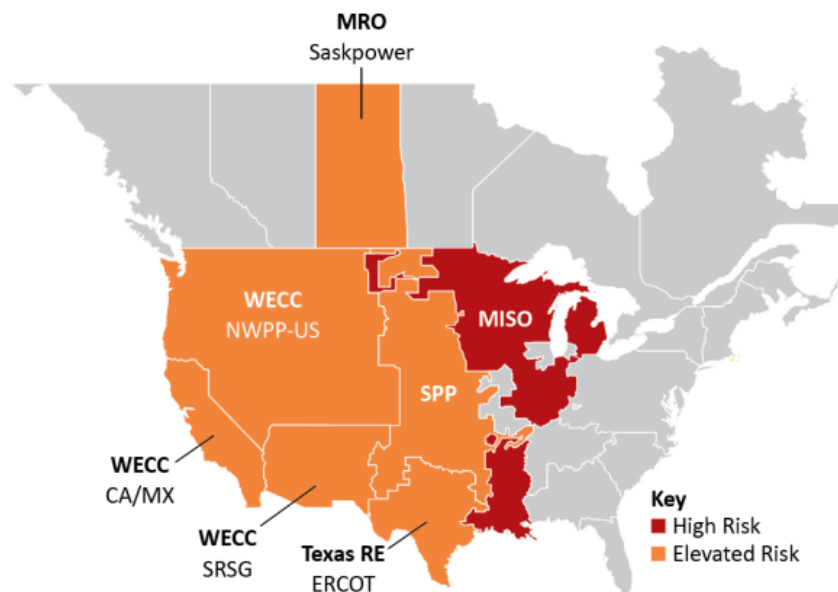 MRO
Saskpower
WECC
NWPP-US
MISO
SPP
WECC
CA/MX
WECC
SRSG
Texas RE
ERCOT
Key
High Risk
Elevated Risk